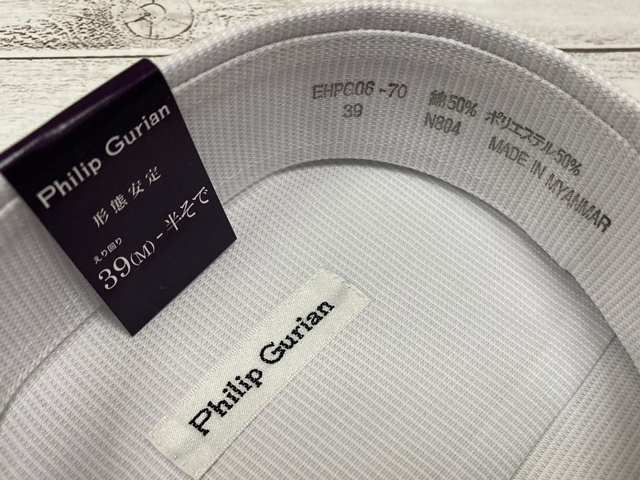 Philip Gurian
形態安定
えり回り
39(M)-半そで
EHPC06-70
39
綿50% ポリエステル50%
N804 MADE IN MYANMAR
Philip Gurian